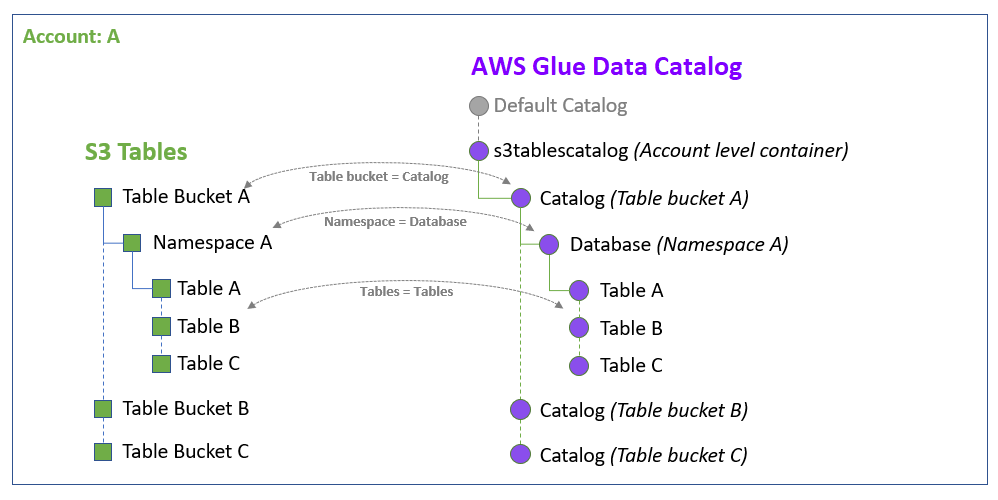 Account: A
AWS Glue Data Catalog
Default Catalog
S3 Tables
s3tablescatalog (Account level container)
Table bucket = Catalog
Table Bucket A
Catalog (Table bucket A)
Namespace = Database
Namespace A
Database (Namespace A)
Table A
Tables = Tables
Table A
Table B
Table B
Table C
Table C
Table Bucket B
Catalog (Table bucket B)
Table Bucket C
Catalog (Table bucket C)